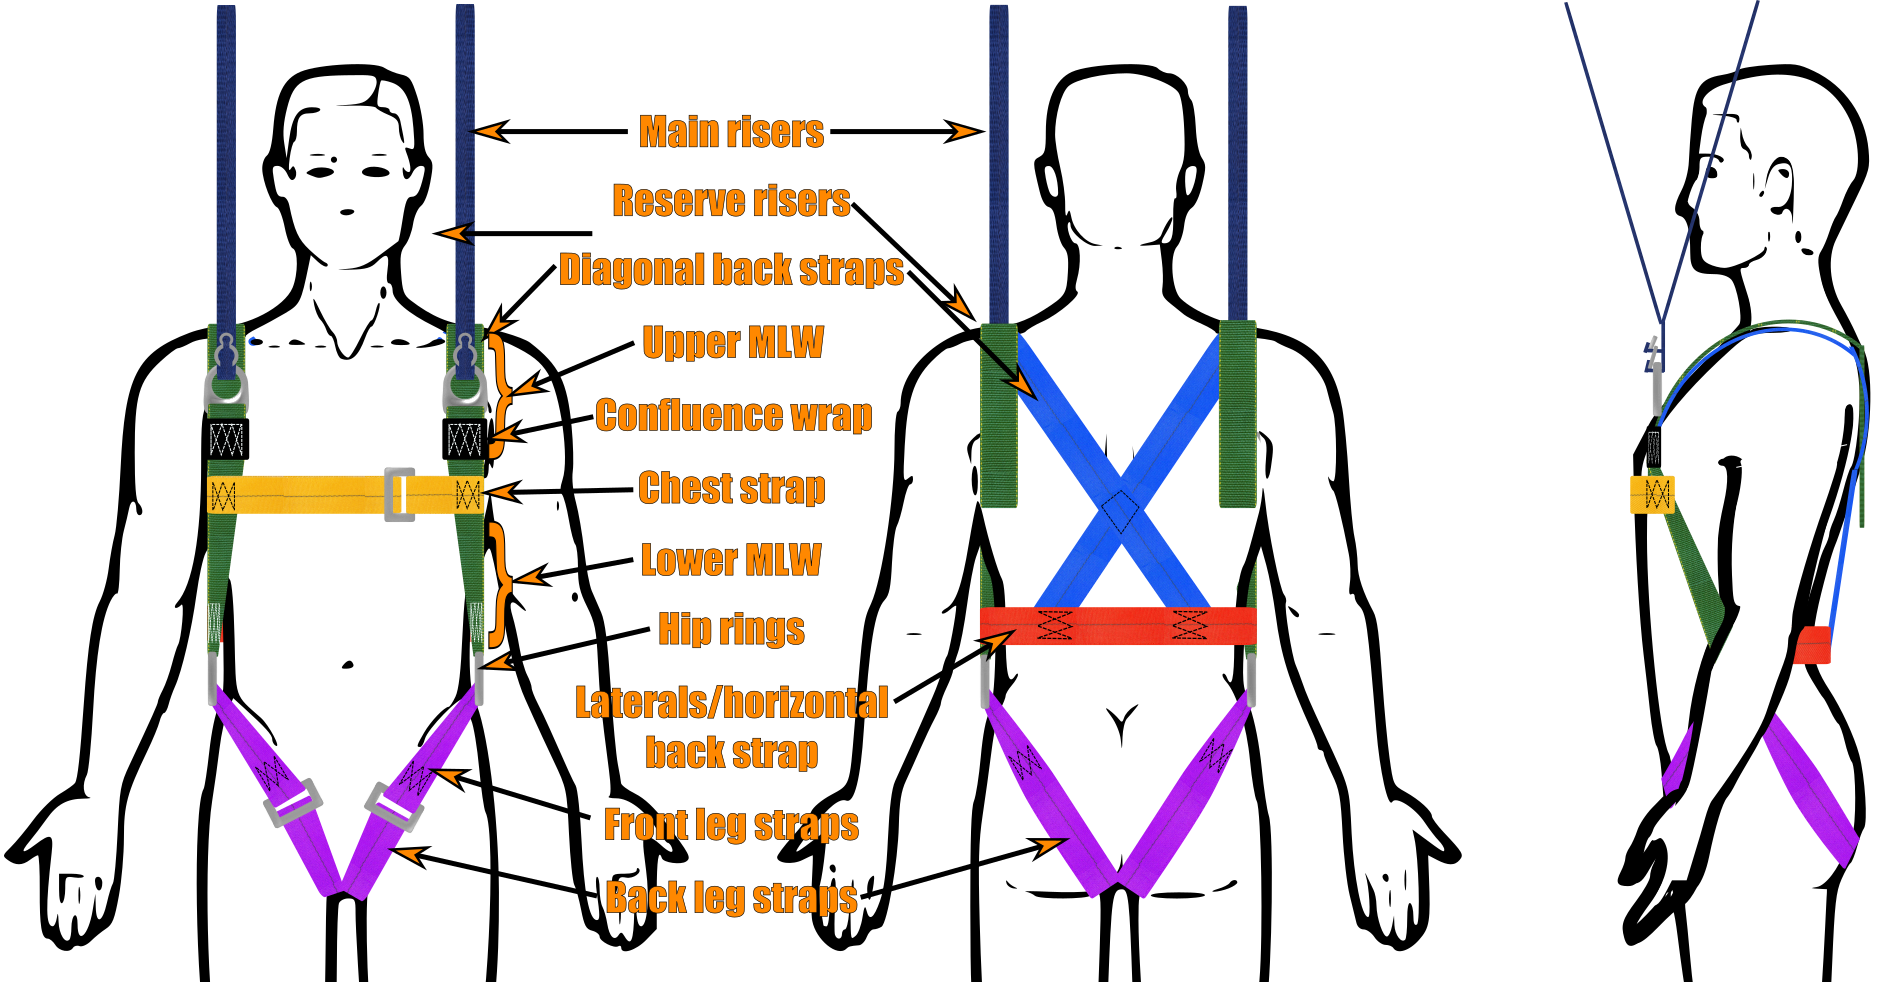 Main risers
Reserve risers
Diagonal back straps
Upper MLW
Confluence wrap
Chest strap
Lower MLW
Hip rings
Laterals/horizontal
back strap
Front leg straps
Back leg straps